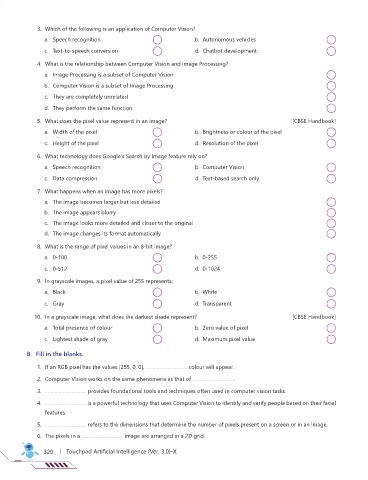 3. Which of the following is an application of Computer Vision?
a. Speech recognition b. Autonomous vehicles
c. Text-to-speech conversion d. Chatbot development
4. What is the relationship between Computer Vision and Image Processing?
a. Image Processing is a subset of Computer Vision
b. Computer Vision is a subset of Image Processing
c. They are completely unrelated
d. They perform the same function
5. What does the pixel value represent in an image? [CBSE Handbook]
a. Width of the pixel b. Brightness or colour of the pixel
c. Height of the pixel d. Resolution of the pixel
6. What technology does Google's Search by Image feature rely on?
a. Speech recognition b. Computer Vision
c. Data compression d. Text-based search only
7. What happens when an image has more pixels?
a. The image becomes larger but less detailed
b. The image appears blurry
c. The image looks more detailed and closer to the original
d. The image changes its format automatically
8. What is the range of pixel values in an 8-bit image?
a. 0-100 b. 0-255
c. 0-512 d. 0-1024
9. In grayscale images, a pixel value of 255 represents:
a. Black b. White
c. Gray d. Transparent
10. In a grayscale image, what does the darkest shade represent? [CBSE Handbook]
a. Total presence of colour b. Zero value of pixel
c. Lightest shade of gray d. Maximum pixel value
B. Fill in the blanks.
1. If an RGB pixel has the values (255, 0, 0), ........................ colour will appear.
2. Computer Vision works on the same phenomena as that of ........................ .
3. ........................ provides foundational tools and techniques often used in computer vision tasks.
4. ........................ is a powerful technology that uses Computer Vision to identify and verify people based on their facial
features.
5. ........................ refers to the dimensions that determine the number of pixels present on a screen or in an image.
6. The pixels in a ........................ image are arranged in a 2D grid.
320 | Touchpad Artificial Intelligence (Ver. 3.0)-X